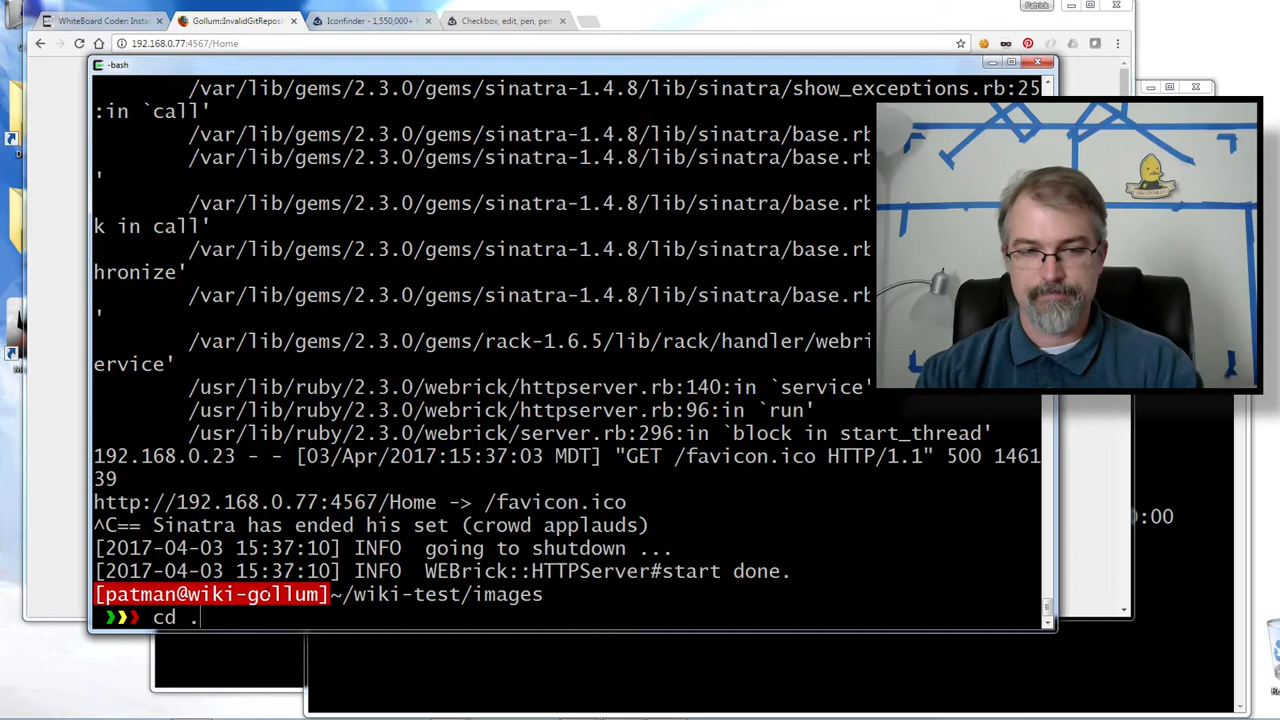 Patrick
WhiteBoard Coder: Instal
Gollum::InvalidGitReposi
Iconfinder - 1,550,000+ f
Checkbox, edit, pen, pen
192.168.0.77:4567/Home
-bash
/var/lib/gems/2.3.0/gems/sinatra-1.4.8/lib/sinatra/show_exceptions.rb:25
:in `call'
/var/lib/gems/2.3.0/gems/sinatra-1.4.8/lib/sinatra/base.rb
/var/lib/gems/2.3.0/gems/sinatra-1.4.8/lib/sinatra/base.rb
'
/var/lib/gems/2.3.0/gems/sinatra-1.4.8/lib/sinatra/base.rb
k in call'
/var/lib/gems/2.3.0/gems/sinatra-1.4.8/lib/sinatra/base.rb
hronize'
/var/lib/gems/2.3.0/gems/sinatra-1.4.8/lib/sinatra/base.rb
'
/var/lib/gems/2.3.0/gems/rack-1.6.5/lib/rack/handler/webri
ervice'
/usr/lib/ruby/2.3.0/webrick/httpserver.rb:140:in `service'
/usr/lib/ruby/2.3.0/webrick/httpserver.rb:96:in `run'
/usr/lib/ruby/2.3.0/webrick/server.rb:296:in `block in start_thread'
192.168.0.23 - - [03/Apr/2017:15:37:03 MDT] "GET /favicon.ico HTTP/1.1" 500 1461
39
http://192.168.0.77:4567/Home -> /favicon.ico
^C== Sinatra has ended his set (crowd applauds)
[2017-04-03 15:37:10] INFO  going to shutdown ...
[2017-04-03 15:37:10] INFO  WEBrick::HTTPServer#start done.
[patman@wiki-gollum]~/wiki-test/images
❯❯❯ cd .
:00